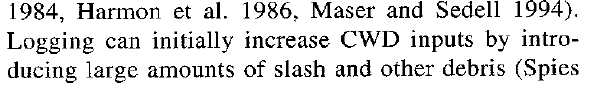 1984, Harmon et al. 1986, Maser and Sedell 1994).
Logging can initially increase CWD inputs by intro-
ducing large amounts of slash and other debris (Spies